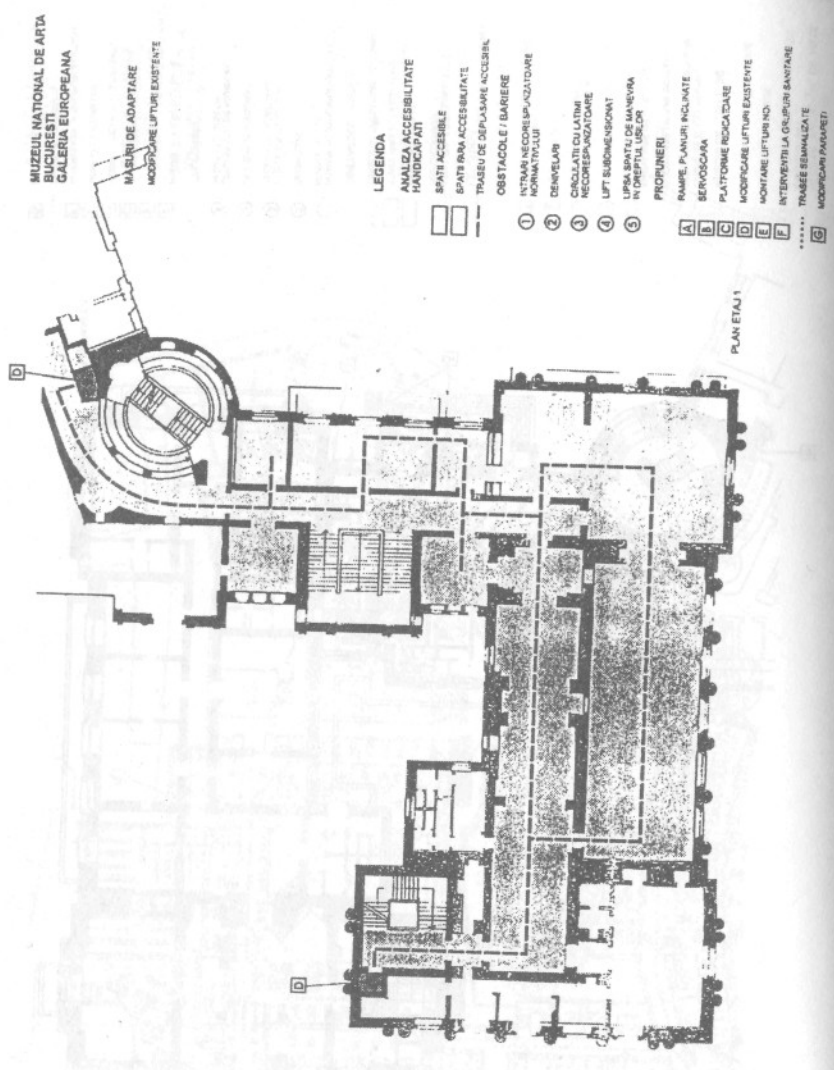 MUZEUL NATIONAL DE ARTA
BUCURESTI
GALERIA EUROPEANA
MASURI DE ADAPTARE
MODIFICARE LIFTURI EXISTENTE
LEGENDA
ANALIZA ACCESIBILITATE
HANDICAPATI
SPATII ACCESIBILE
SPATII FARA ACCESIBILITATE
TRASEU DE DEPLASARE ACCESIBIL
OBSTACOLE / BARIERE
1 INTRARI NECORESPUNZATOARE
NORMATIVULUI
2 DENIVELARI
3 CIRCULATII CU LATIMI
NECORESPUNZATOARE
4 LIFT SUBDIMENSIONAT
5 LIPSA SPATIU DE MANEVRA
IN DREPTUL USILOR
PROPUNERI
A RAMPE, PLANURI INCLINATE
B SERVOSCARA
C PLATFORME RIDICATOARE
D MODIFICARE LIFTURI EXISTENTE
E MONTARE LIFTURI NOI
F INTERVENTII LA GRUPURI SANITARE
TRASEE SEMNALIZATE
G MODIFICARI PARAPETI
PLAN ETAJ 1
D
D